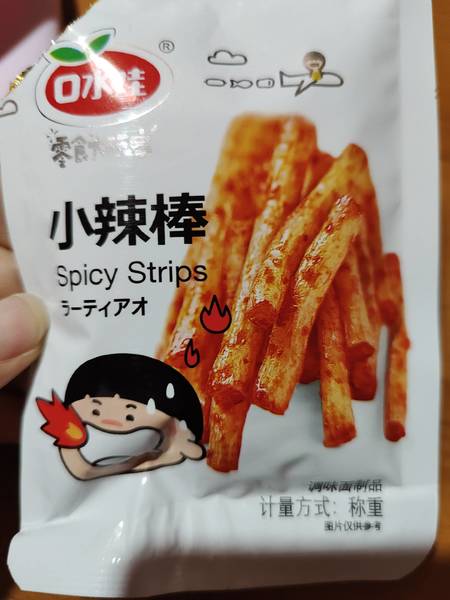 口水娃
®
小辣棒
Spicy Strips
ラーティアオ
调味面制品
计量方式：称重
图片仅供参考